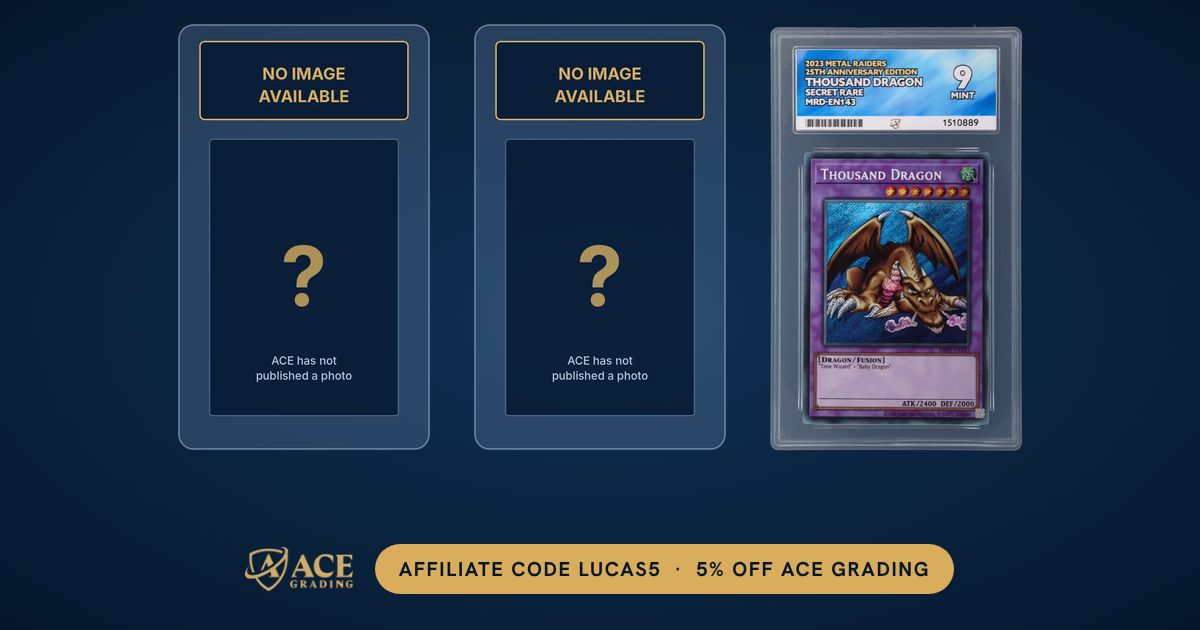 NO IMAGE
AVAILABLE
?
ACE has not
published a photo
NO IMAGE
AVAILABLE
?
ACE has not
published a photo
2023 METAL RAIDERS
25TH ANNIVERSARY EDITION
THOUSAND DRAGON
SECRET RARE
MRD-EN143
9
MINT
1510889
THOUSAND DRAGON
[DRAGON/FUSION]
"Time Wizard" + "Baby Dragon"
ATK/2400 DEF/2000
ACE
GRADING
AFFILIATE CODE LUCAS5 · 5% OFF ACE GRADING